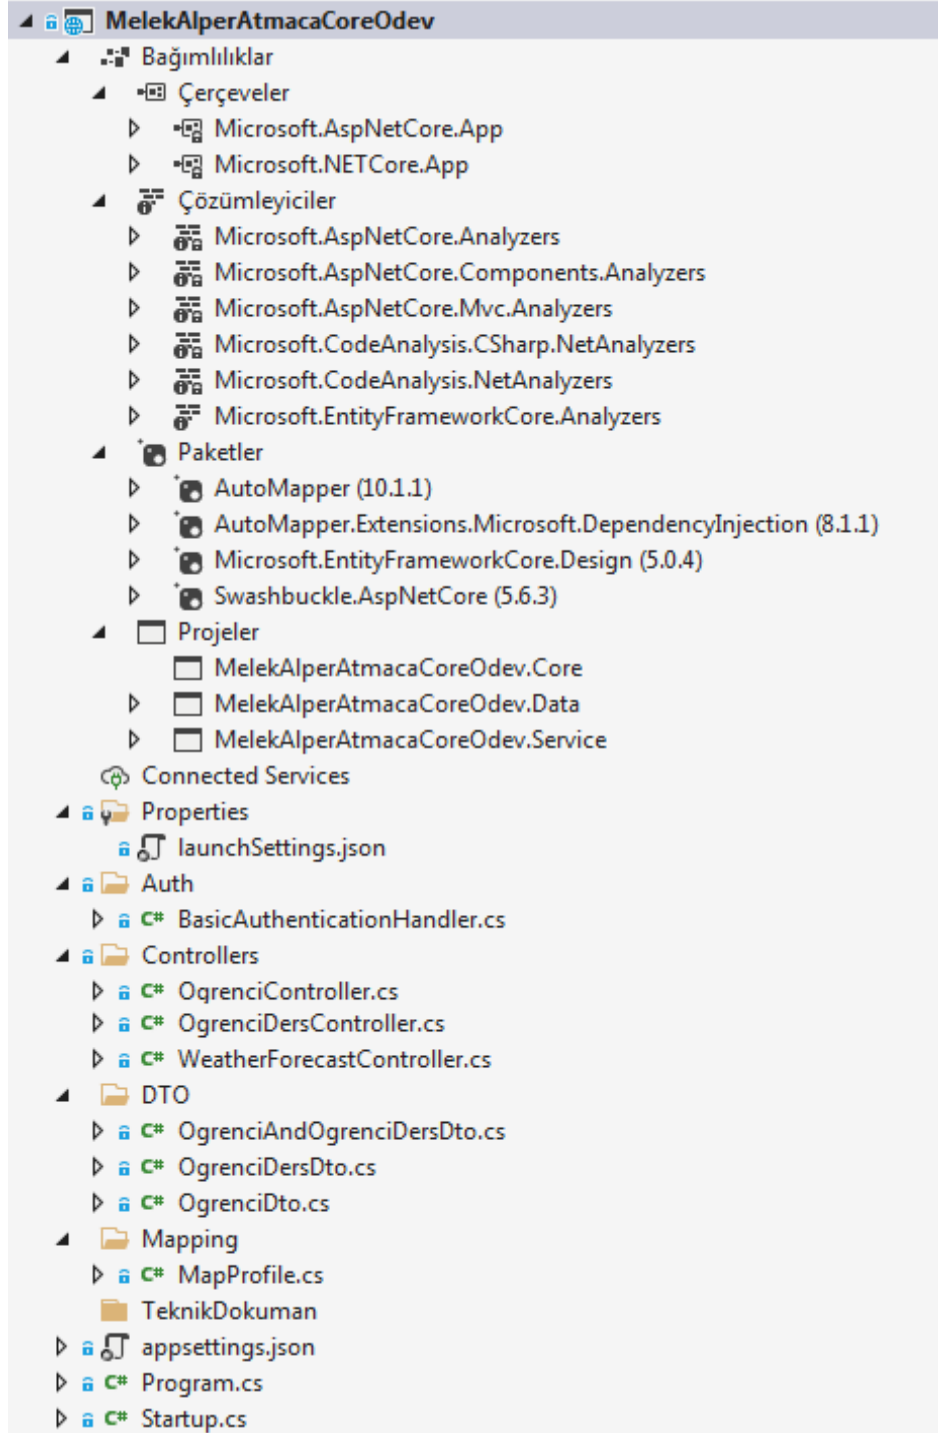 MelekAlperAtmacaCoreOdev
Bağımlılıklar
Çerçeveler
Microsoft.AspNetCore.App
Microsoft.NETCore.App
Çözümleyiciler
Microsoft.AspNetCore.Analyzers
Microsoft.AspNetCore.Components.Analyzers
Microsoft.AspNetCore.Mvc.Analyzers
Microsoft.CodeAnalysis.CSharp.NetAnalyzers
Microsoft.CodeAnalysis.NetAnalyzers
Microsoft.EntityFrameworkCore.Analyzers
Paketler
AutoMapper (10.1.1)
AutoMapper.Extensions.Microsoft.DependencyInjection (8.1.1)
Microsoft.EntityFrameworkCore.Design (5.0.4)
Swashbuckle.AspNetCore (5.6.3)
Projeler
MelekAlperAtmacaCoreOdev.Core
MelekAlperAtmacaCoreOdev.Data
MelekAlperAtmacaCoreOdev.Service
Connected Services
Properties
launchSettings.json
Auth
C# BasicAuthenticationHandler.cs
Controllers
C# OgrenciController.cs
C# OgrenciDersController.cs
C# WeatherForecastController.cs
DTO
C# OgrenciAndOgrenciDersDto.cs
C# OgrenciDersDto.cs
C# OgrenciDto.cs
Mapping
C# MapProfile.cs
TeknikDokuman
appsettings.json
C# Program.cs
C# Startup.cs